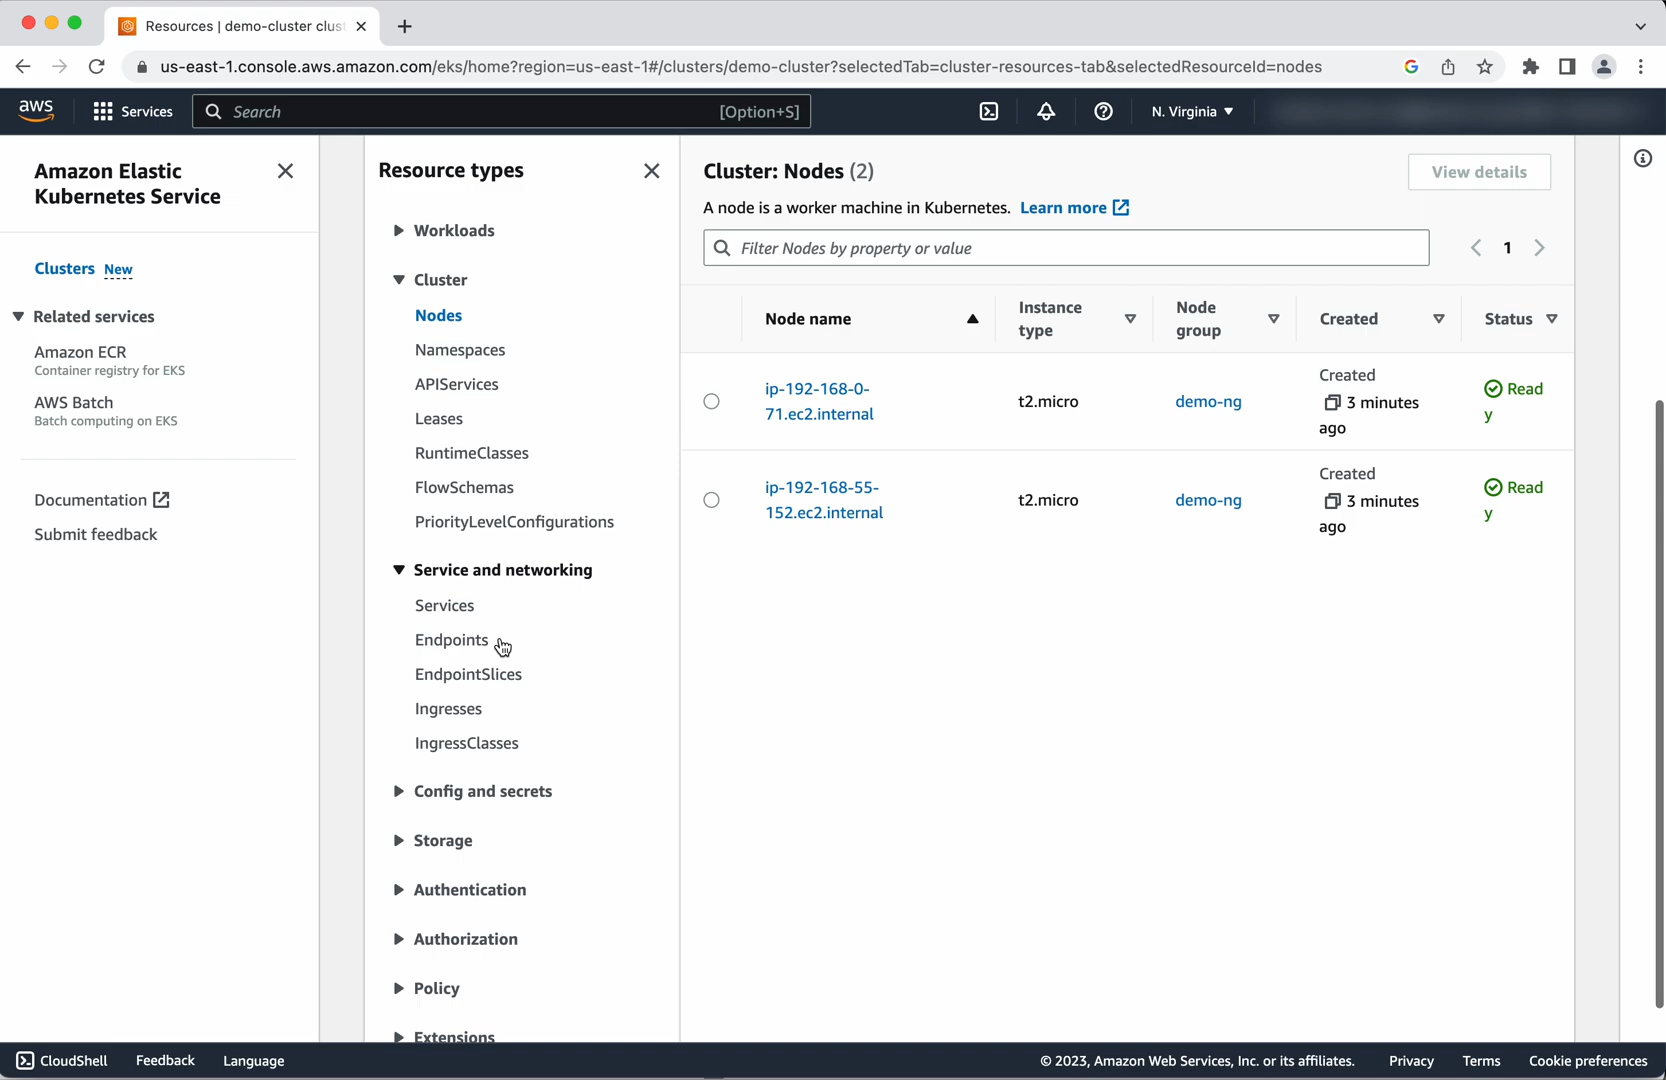 Resources | demo-cluster clust
us-east-1.console.aws.amazon.com/eks/home?region=us-east-1#/clusters/demo-cluster?selectedTab=cluster-resources-tab&selectedResourceId=nodes
aws
Services
Search
[Option+S]
N. Virginia
Amazon Elastic
Kubernetes Service
Clusters New
Related services
Amazon ECR
Container registry for EKS
AWS Batch
Batch computing on EKS
Documentation
Submit feedback
Resource types
Workloads
Cluster
Nodes
Namespaces
APIServices
Leases
RuntimeClasses
FlowSchemas
PriorityLevelConfigurations
Service and networking
Services
Endpoints
EndpointSlices
Ingresses
IngressClasses
Config and secrets
Storage
Authentication
Authorization
Policy
Extensions
Cluster: Nodes (2)
View details
A node is a worker machine in Kubernetes. Learn more
Filter Nodes by property or value
1
Node name
Instance
type
Node
group
Created
Status
ip-192-168-0-
71.ec2.internal
t2.micro
demo-ng
Created
3 minutes
ago
Read
y
ip-192-168-55-
152.ec2.internal
t2.micro
demo-ng
Created
3 minutes
ago
Read
y
CloudShell
Feedback
Language
© 2023, Amazon Web Services, Inc. or its affiliates.
Privacy
Terms
Cookie preferences